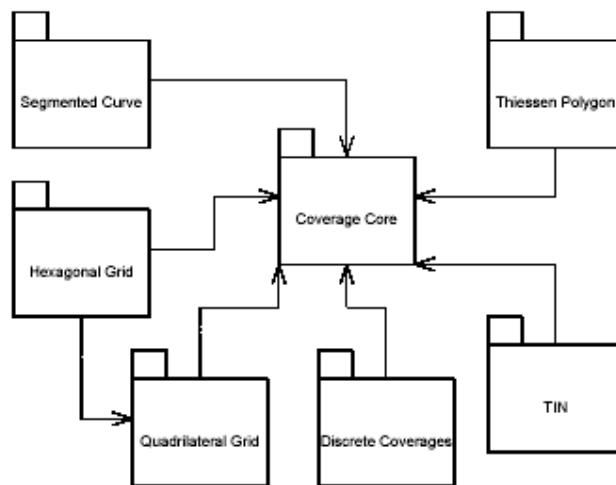 Segmented Curve
Thiessen Polygon
Coverage Core
Hexagonal Grid
Quadrilateral Grid
Discrete Coverages
TIN